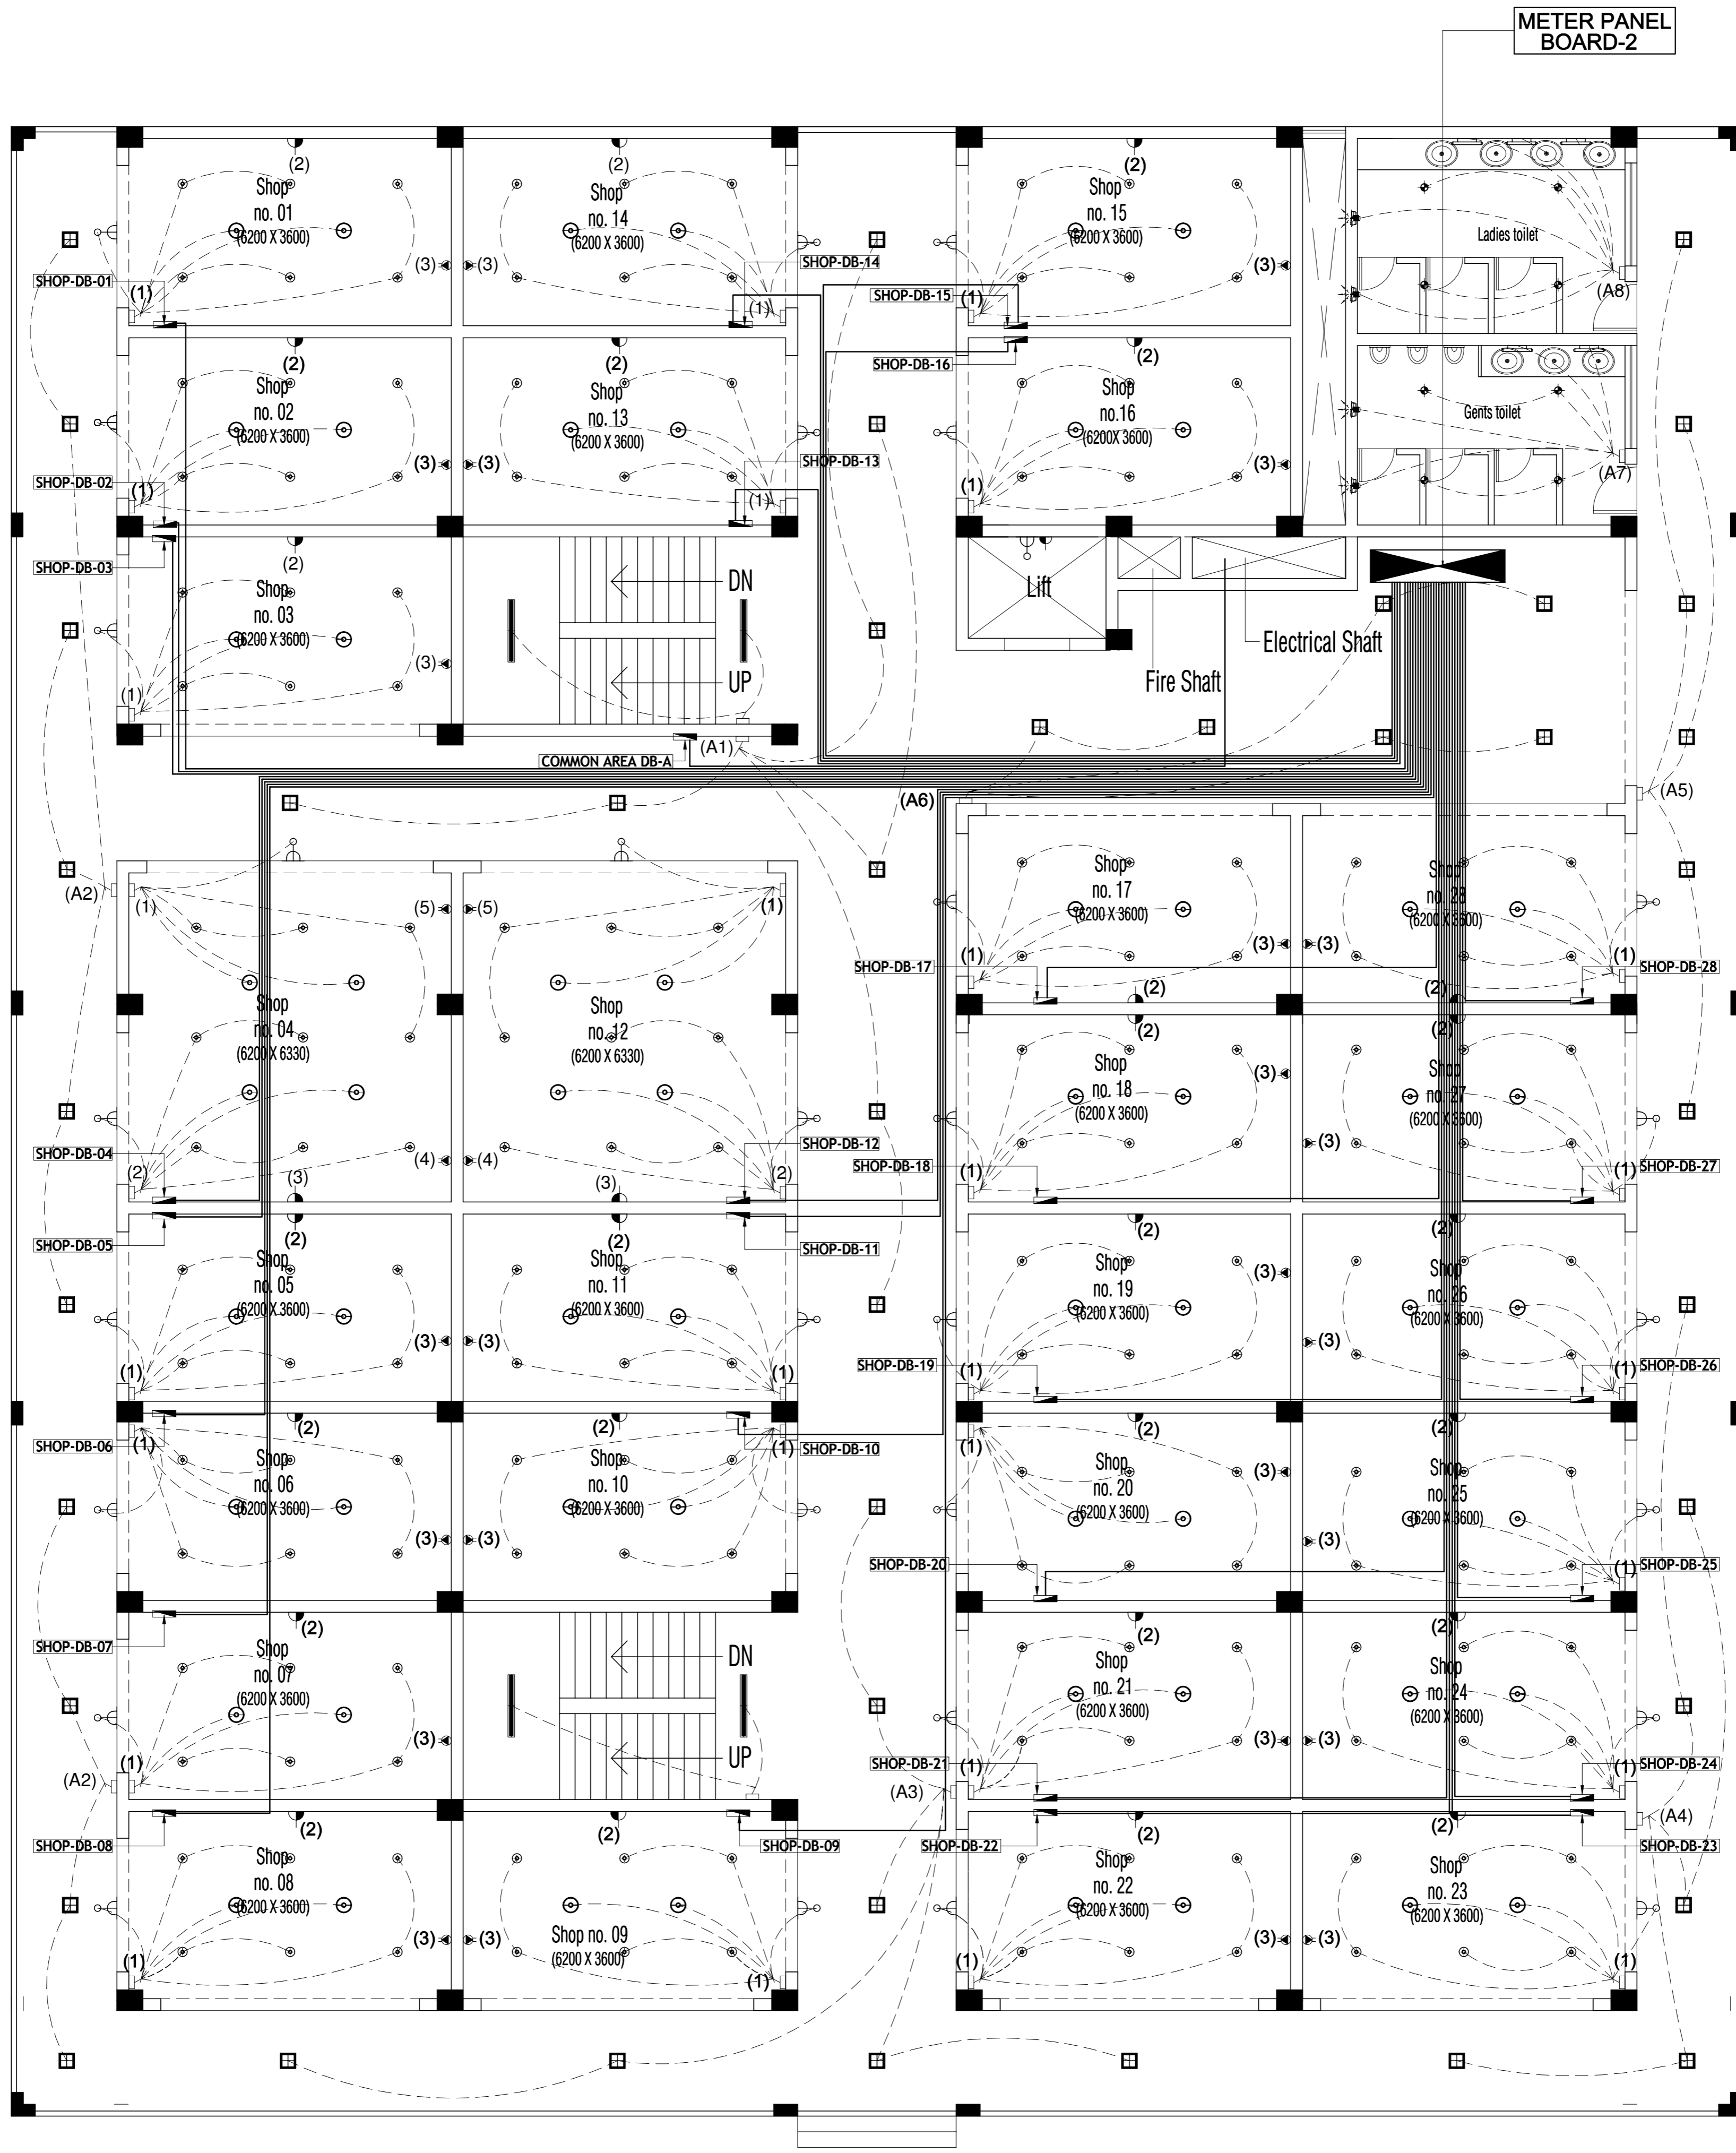 METER PANEL
BOARD-2
(2)
(2)
(2)
Shop
no. 01
(6200 X 3600)
Shop
no. 14
(6200 X 3600)
Shop
no. 15
(6200 X 3600)
Ladies toilet
(3)
(3)
(3)
SHOP-DB-01
SHOP-DB-14
SHOP-DB-15
(1)
(1)
(1)
(A8)
(2)
(2)
(2)
SHOP-DB-16
Shop
no. 02
(6200 X 3600)
Shop
no. 13
(6200 X 3600)
Shop
no.16
(6200X 3600)
Gents toilet
(3)
(3)
(3)
SHOP-DB-13
(A7)
SHOP-DB-02
(1)
(1)
(1)
SHOP-DB-03
(2)
Shop
no. 03
(6200 X 3600)
DN
Lift
Electrical Shaft
(3)
Fire Shaft
UP
(1)
COMMON AREA DB-A
(A1)
(A6)
(A5)
(A2)
(1)
(5)
(5)
(1)
Shop
no. 17
(6200 X 3600)
Shop
no. 28
(6200 X 3600)
(3)
(3)
(1)
(1)
SHOP-DB-17
SHOP-DB-28
(2)
(2)
Shop
no. 04
(6200 X 6330)
Shop
no. 12
(6200 X 6330)
(2)
(2)
Shop
no. 18
(6200 X 3600)
Shop
no. 27
(6200 X 3600)
(3)
(3)
SHOP-DB-04
SHOP-DB-12
(4)
(4)
(2)
(2)
SHOP-DB-18
SHOP-DB-27
(1)
(1)
(3)
(3)
SHOP-DB-05
SHOP-DB-11
(2)
(2)
(2)
(2)
Shop
no. 05
(6200 X 3600)
Shop
no. 11
(6200 X 3600)
Shop
no. 19
(6200 X 3600)
Shop
no. 26
(6200 X 3600)
(3)
(3)
(3)
(3)
(1)
(1)
SHOP-DB-19
SHOP-DB-26
(1)
(1)
(2)
(2)
(2)
(2)
SHOP-DB-06
(1)
(1)
SHOP-DB-10
(1)
Shop
no. 06
(6200 X 3600)
Shop
no. 10
(6200 X 3600)
Shop
no. 20
(6200 X 3600)
Shop
no. 25
(6200 X 3600)
(3)
(3)
(3)
(3)
SHOP-DB-20
SHOP-DB-25
(1)
(2)
(2)
(2)
SHOP-DB-07
Shop
no. 07
(6200 X 3600)
DN
Shop
no. 21
(6200 X 3600)
Shop
no. 24
(6200 X 3600)
(3)
(3)
(3)
UP
SHOP-DB-21
SHOP-DB-24
(A2)
(1)
(A3)
(1)
(1)
(A4)
(2)
(2)
(2)
(2)
SHOP-DB-08
SHOP-DB-09
SHOP-DB-22
SHOP-DB-23
Shop
no. 08
(6200 X 3600)
Shop no. 09
(6200 X 3600)
Shop
no. 22
(6200 X 3600)
Shop
no. 23
(6200 X 3600)
(3)
(3)
(3)
(3)
(1)
(1)
(1)
(1)